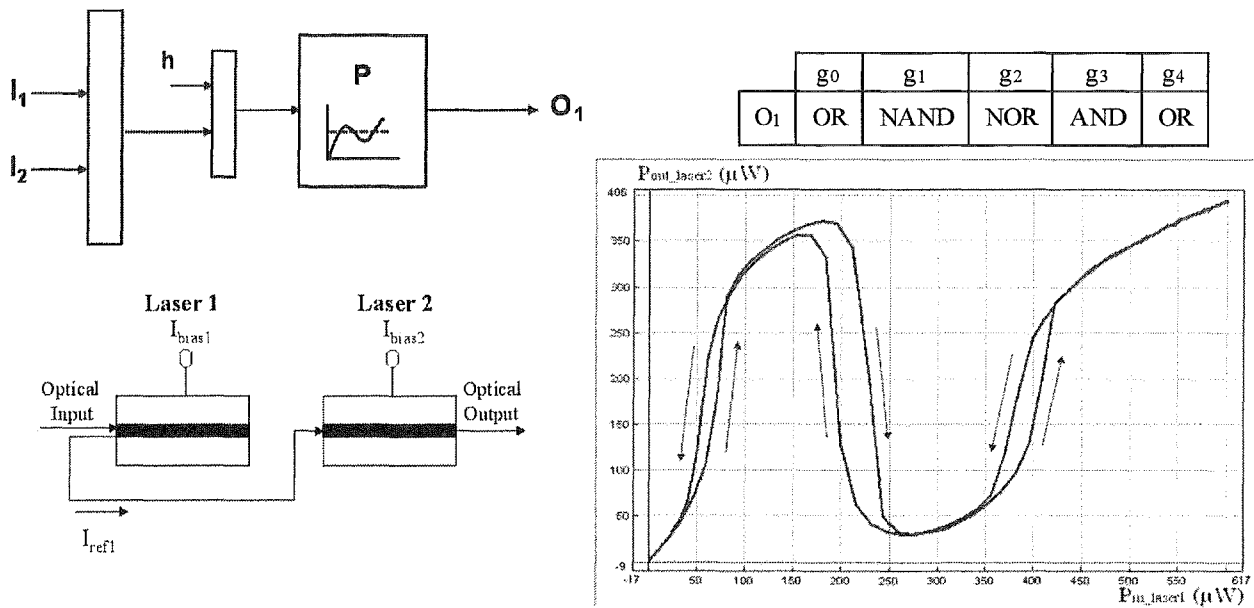 I1
I2
h
P
O1
g0 g1 g2 g3 g4
O1 OR NAND NOR AND OR
Laser 1
Ibias1
Optical
Input
Iref1
Laser 2
Ibias2
Optical
Output
Pout_laser2 (μW)
406
350
300
250
200
150
100
50
-9
-17 50 100 150 200 250 300 350 400 450 500 550 617
Pin_laser1 (μW)